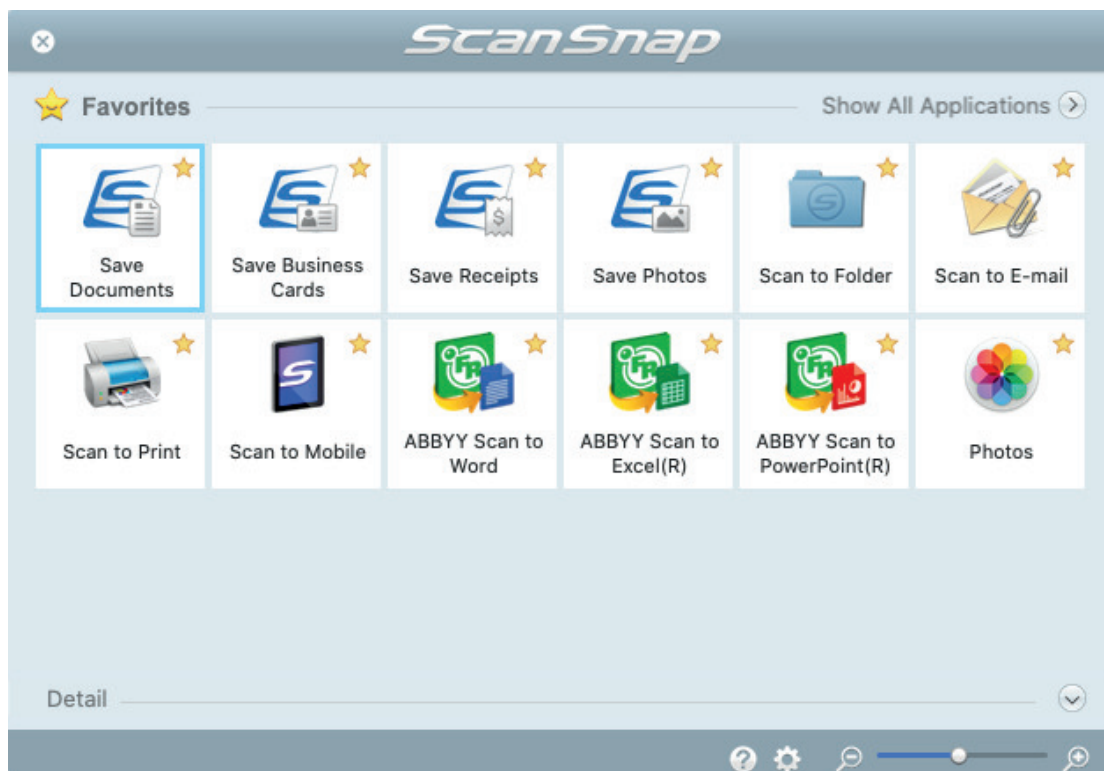 ScanSnap
Favorites
Show All Applications
Save
Documents
Save Business
Cards
Save Receipts
Save Photos
Scan to Folder
Scan to E-mail
Scan to Print
Scan to Mobile
ABBYY Scan to
Word
ABBYY Scan to
Excel(R)
ABBYY Scan to
PowerPoint(R)
Photos
Detail